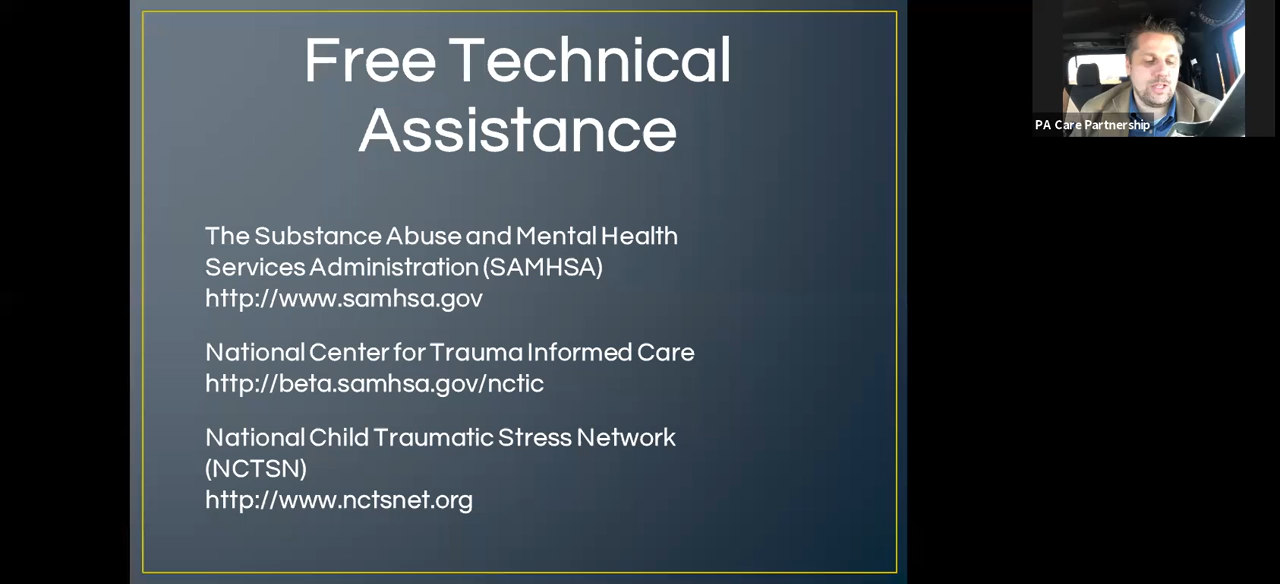 Free Technical
Assistance
The Substance Abuse and Mental Health
Services Administration (SAMHSA)
http://www.samhsa.gov
National Center for Trauma Informed Care
http://beta.samhsa.gov/nctic
National Child Traumatic Stress Network
(NCTSN)
http://www.nctsnet.org
PA Care Partnership